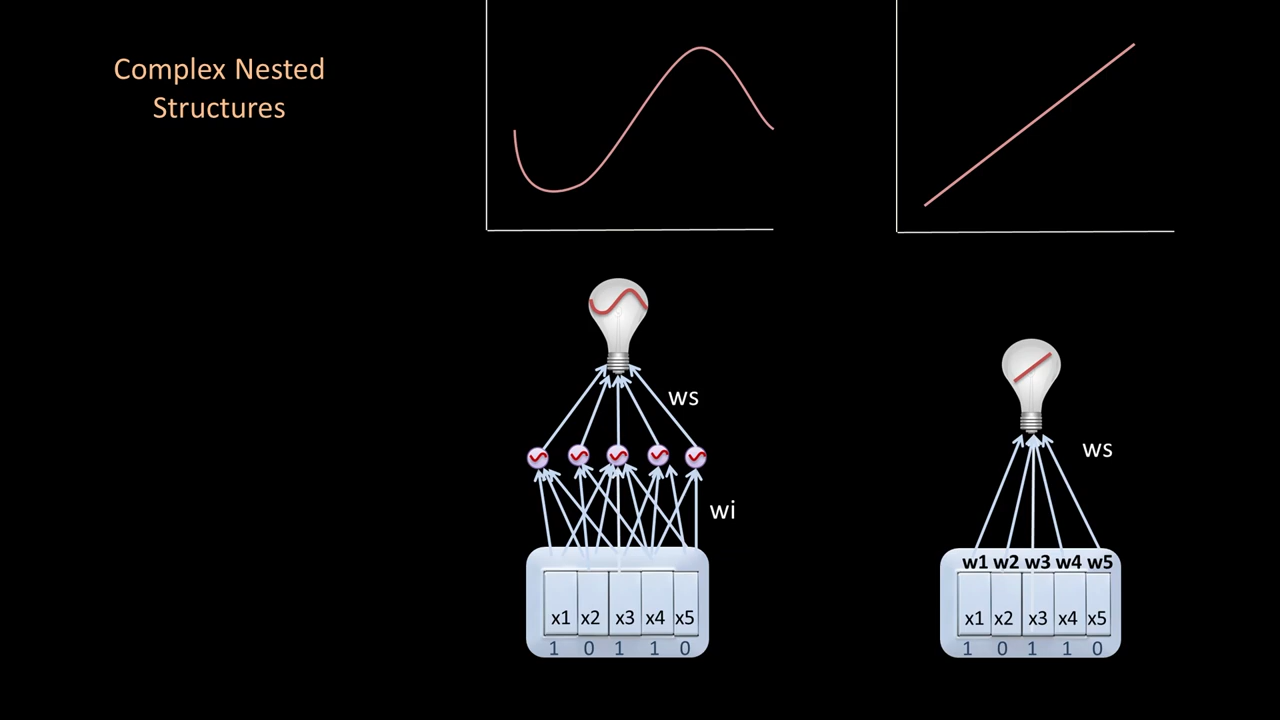 Complex Nested
Structures
ws
ws
wi
w1 w2 w3 w4 w5
x1 x2 x3 x4 x5
1 0 1 1 0
x1 x2 x3 x4 x5
1 0 1 1 0